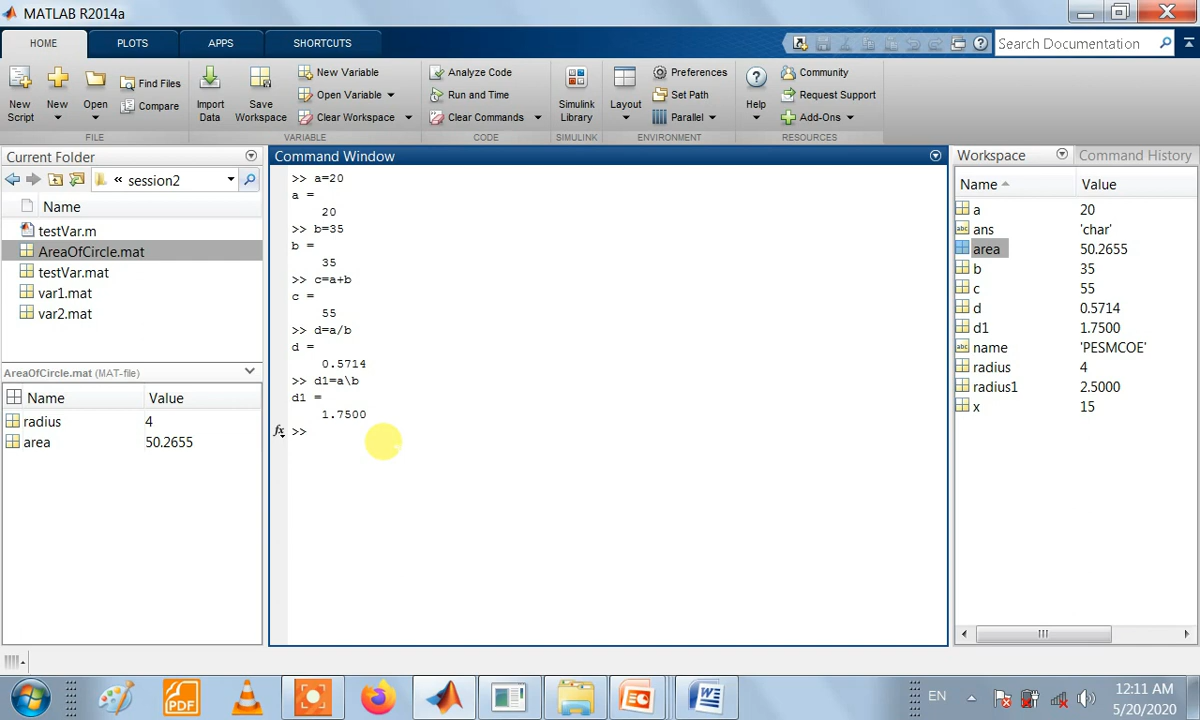 MATLAB R2014a
HOME PLOTS APPS SHORTCUTS
Search Documentation
New Script
New
Open
Find Files
Compare
Import Data
Save Workspace
New Variable
Open Variable
Clear Workspace
Analyze Code
Run and Time
Clear Commands
Simulink Library
Layout
Preferences
Set Path
Parallel
Help
Community
Request Support
Add-Ons
FILE VARIABLE CODE SIMULINK ENVIRONMENT RESOURCES
Current Folder
« session2
Name
testVar.m
AreaOfCircle.mat
testVar.mat
var1.mat
var2.mat
AreaOfCircle.mat (MAT-file)
Name Value
radius 4
area 50.2655
Command Window
>> a=20
a =
20
>> b=35
b =
35
>> c=a+b
c =
55
>> d=a/b
d =
0.5714
>> d1=a\b
d1 =
1.7500
fx >>
Workspace Command History
Name Value
a 20
abc ans 'char'
area 50.2655
b 35
c 55
d 0.5714
d1 1.7500
abc name 'PESMCOE'
radius 4
radius1 2.5000
x 15
PDF
EN
12:11 AM
5/20/2020